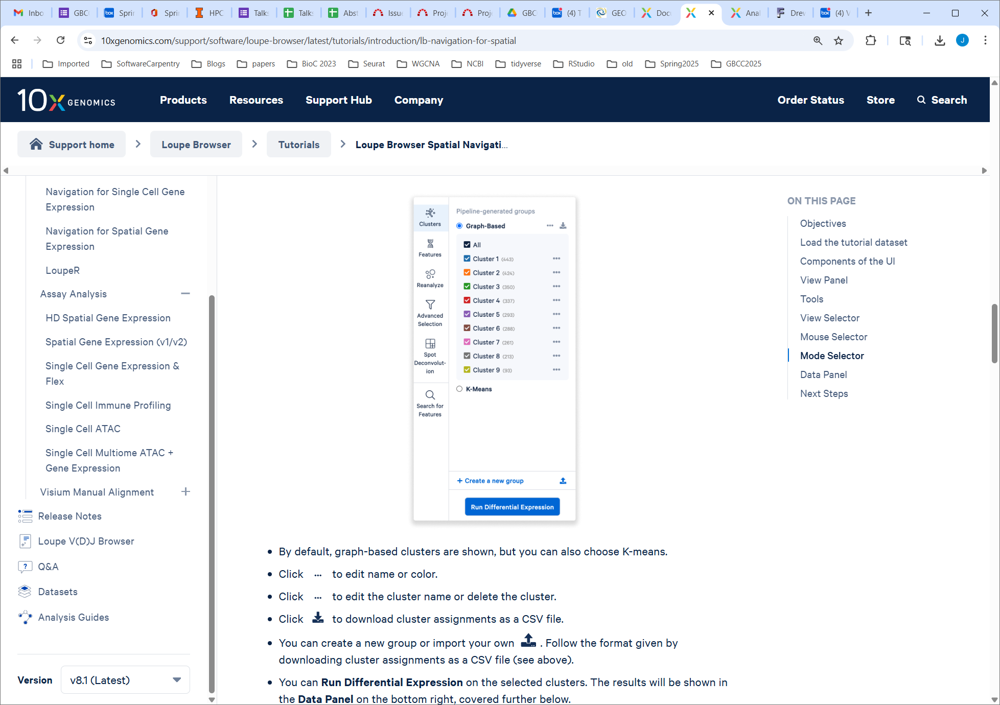 Inbo
GBC
box
Sprin
Spri
HPC
Talks
Talks
Abst
Issue
Proje
Proje
GBC
box
(4) T
GEO
Docu
Anal
Drev
box
(4) V
10xgenomics.com/support/software/loupe-browser/latest/tutorials/introduction/lb-navigation-for-spatial
J
Imported
SoftwareCarpentry
Blogs
papers
BioC 2023
Seurat
WGCNA
NCBI
tidyverse
RStudio
old
Spring2025
GBCC2025
10X GENOMICS
Products
Resources
Support Hub
Company
Order Status
Store
Search
Support home
Loupe Browser
Tutorials
Loupe Browser Spatial Navigati...
Navigation for Single Cell Gene
Expression
Navigation for Spatial Gene
Expression
LoupeR
Assay Analysis
HD Spatial Gene Expression
Spatial Gene Expression (v1/v2)
Single Cell Gene Expression &
Flex
Single Cell Immune Profiling
Single Cell ATAC
Single Cell Multiome ATAC +
Gene Expression
Visium Manual Alignment
Release Notes
Loupe V(D)J Browser
Q&A
Datasets
Analysis Guides
Version
v8.1 (Latest)
Clusters
Features
Reanalyze
Advanced
Selection
Spot
Deconvolut-
ion
Search for
Features
Pipeline-generated groups
Graph-Based
All
Cluster 1 (443)
Cluster 2 (424)
Cluster 3 (350)
Cluster 4 (337)
Cluster 5 (293)
Cluster 6 (288)
Cluster 7 (261)
Cluster 8 (213)
Cluster 9 (93)
K-Means
+ Create a new group
Run Differential Expression
• By default, graph-based clusters are shown, but you can also choose K-means.
• Click ... to edit name or color.
• Click ... to edit the cluster name or delete the cluster.
• Click to download cluster assignments as a CSV file.
• You can create a new group or import your own . Follow the format given by
downloading cluster assignments as a CSV file (see above).
• You can Run Differential Expression on the selected clusters. The results will be shown in
the Data Panel on the bottom right, covered further below.
ON THIS PAGE
Objectives
Load the tutorial dataset
Components of the UI
View Panel
Tools
View Selector
Mouse Selector
Mode Selector
Data Panel
Next Steps